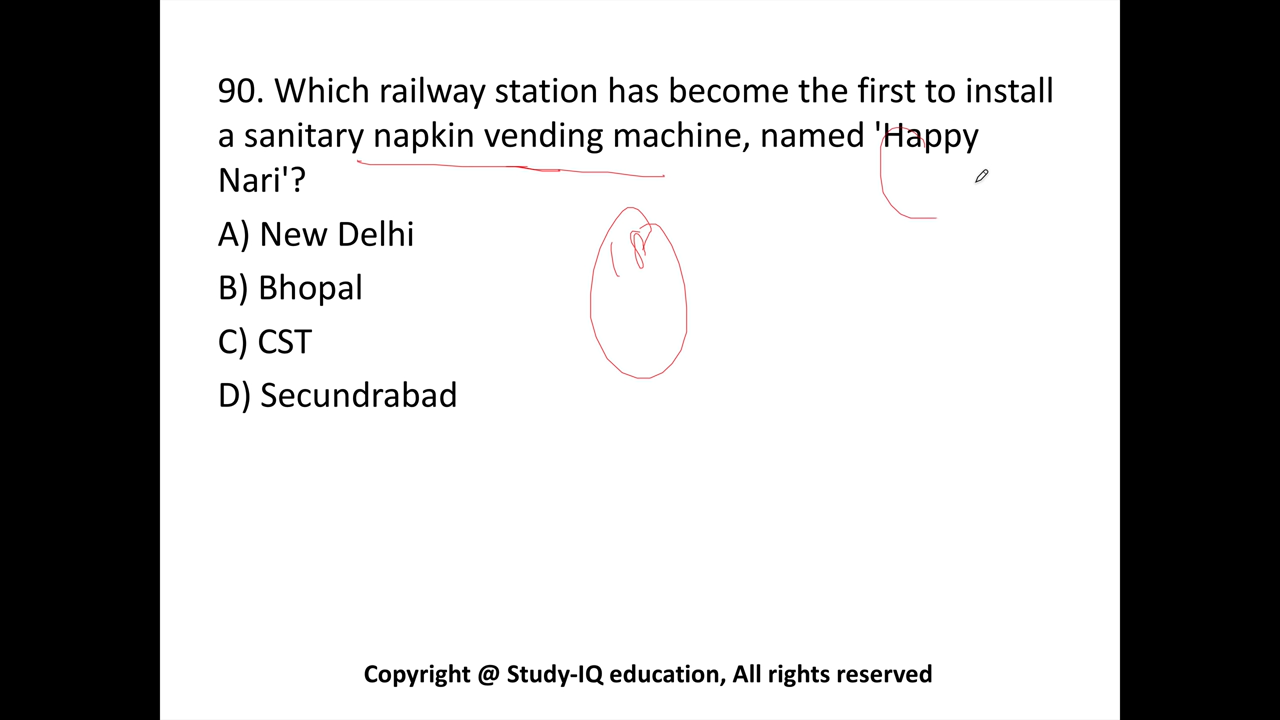 90. Which railway station has become the first to install
a sanitary napkin vending machine, named 'Happy
Nari'?
A) New Delhi
B) Bhopal
C) CST
D) Secundrabad
Copyright @ Study-IQ education, All rights reserved